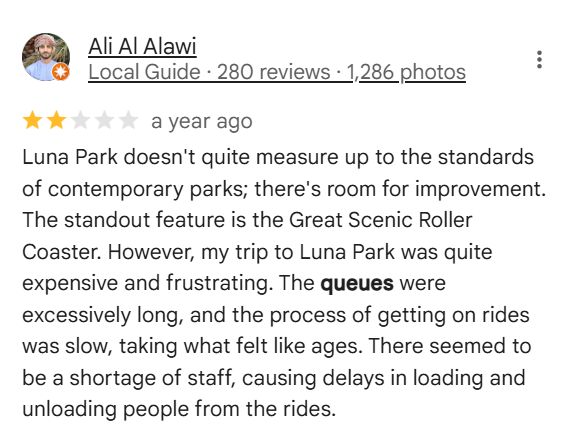 Ali Al Alawi
Local Guide · 280 reviews · 1,286 photos
a year ago
Luna Park doesn't quite measure up to the standards
of contemporary parks; there's room for improvement.
The standout feature is the Great Scenic Roller
Coaster. However, my trip to Luna Park was quite
expensive and frustrating. The queues were
excessively long, and the process of getting on rides
was slow, taking what felt like ages. There seemed to
be a shortage of staff, causing delays in loading and
unloading people from the rides.